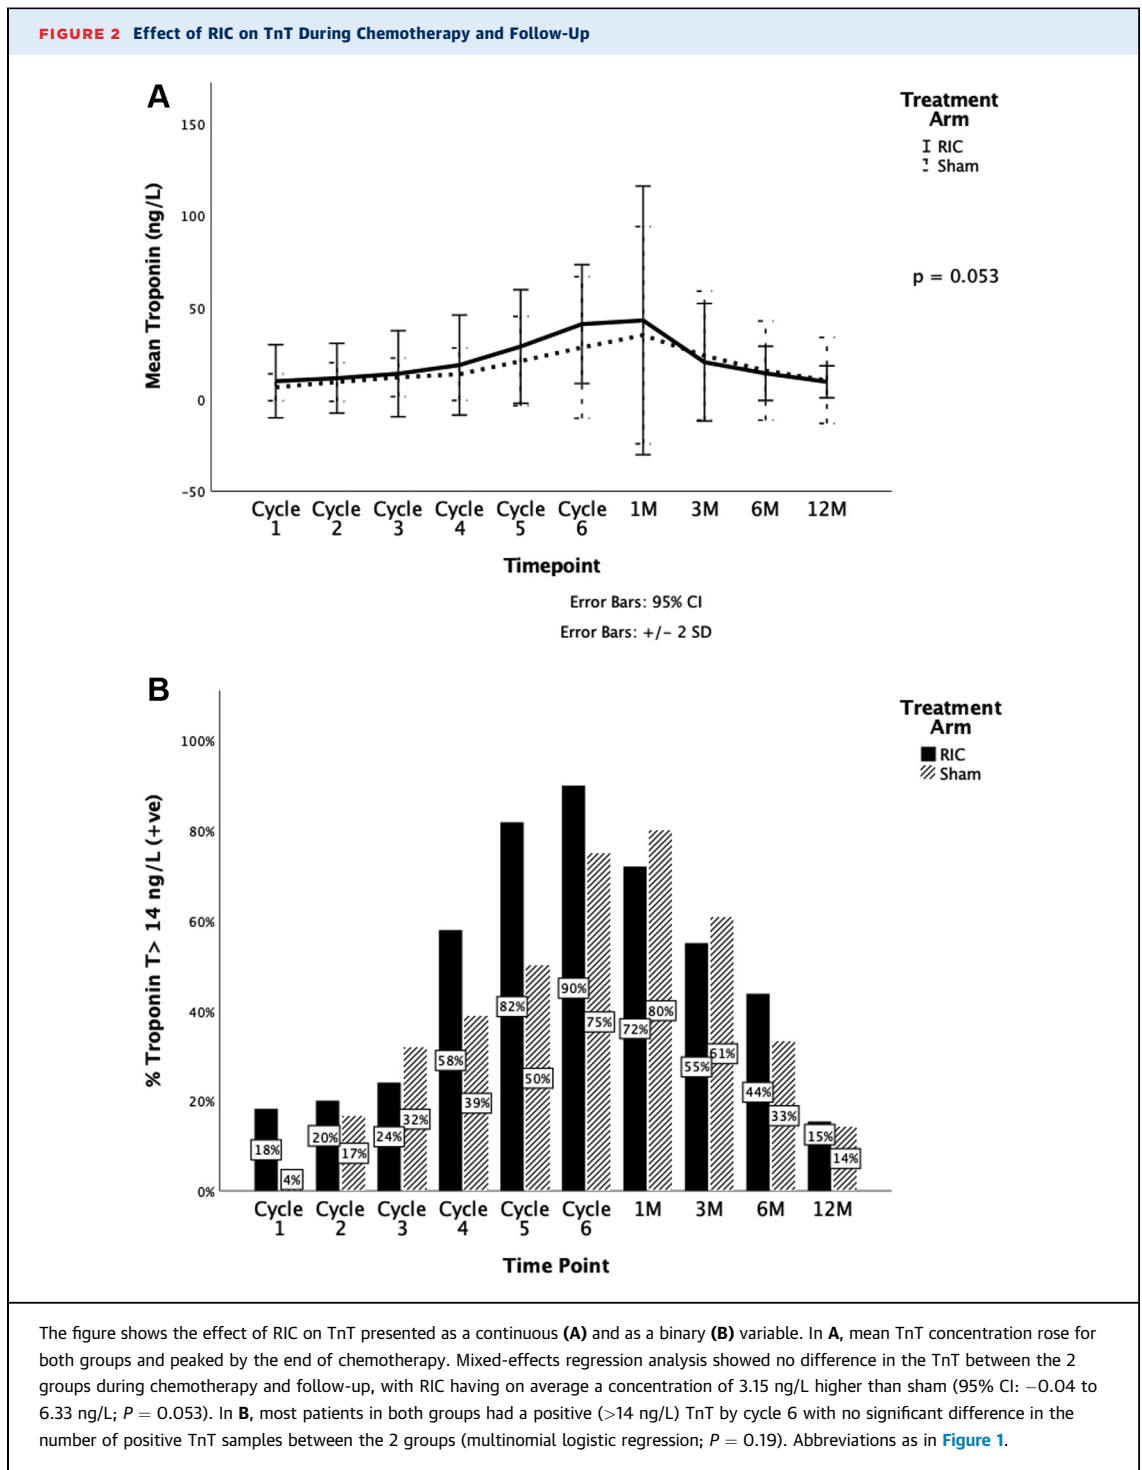 FIGURE 2 Effect of RIC on TnT During Chemotherapy and Follow-Up
A
Treatment
Arm
RIC
Sham
p = 0.053
Mean Troponin (ng/L)
150
100
50
0
-50
Cycle 1 Cycle 2 Cycle 3 Cycle 4 Cycle 5 Cycle 6 1M 3M 6M 12M
Timepoint
Error Bars: 95% CI
Error Bars: +/- 2 SD
B
Treatment
Arm
RIC
Sham
% Troponin T> 14 ng/L (+ve)
100%
80%
60%
40%
20%
0%
18% 4% 20% 17% 24% 32% 58% 39% 82% 50% 90% 75% 72% 80% 55% 61% 44% 33% 15% 14%
Cycle 1 Cycle 2 Cycle 3 Cycle 4 Cycle 5 Cycle 6 1M 3M 6M 12M
Time Point
The figure shows the effect of RIC on TnT presented as a continuous (A) and as a binary (B) variable. In A, mean TnT concentration rose for
both groups and peaked by the end of chemotherapy. Mixed-effects regression analysis showed no difference in the TnT between the 2
groups during chemotherapy and follow-up, with RIC having on average a concentration of 3.15 ng/L higher than sham (95% CI: −0.04 to
6.33 ng/L; P = 0.053). In B, most patients in both groups had a positive (>14 ng/L) TnT by cycle 6 with no significant difference in the
number of positive TnT samples between the 2 groups (multinomial logistic regression; P = 0.19). Abbreviations as in Figure 1.